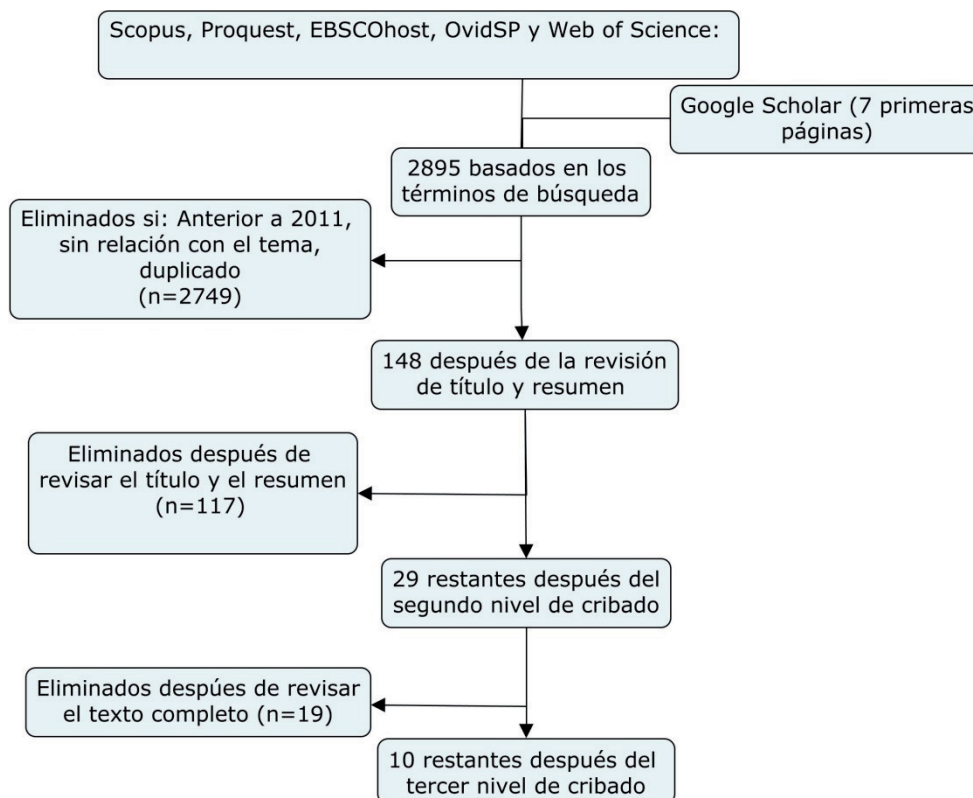 Scopus, Proquest, EBSCOhost, OvidSP y Web of Science:
Google Scholar (7 primeras
páginas)
2895 basados en los
términos de búsqueda
Eliminados si: Anterior a 2011,
sin relación con el tema,
duplicado
(n=2749)
148 después de la revisión
de título y resumen
Eliminados después de
revisar el título y el resumen
(n=117)
29 restantes después del
segundo nivel de cribado
Eliminados despúes de revisar
el texto completo (n=19)
10 restantes después del
tercer nivel de cribado